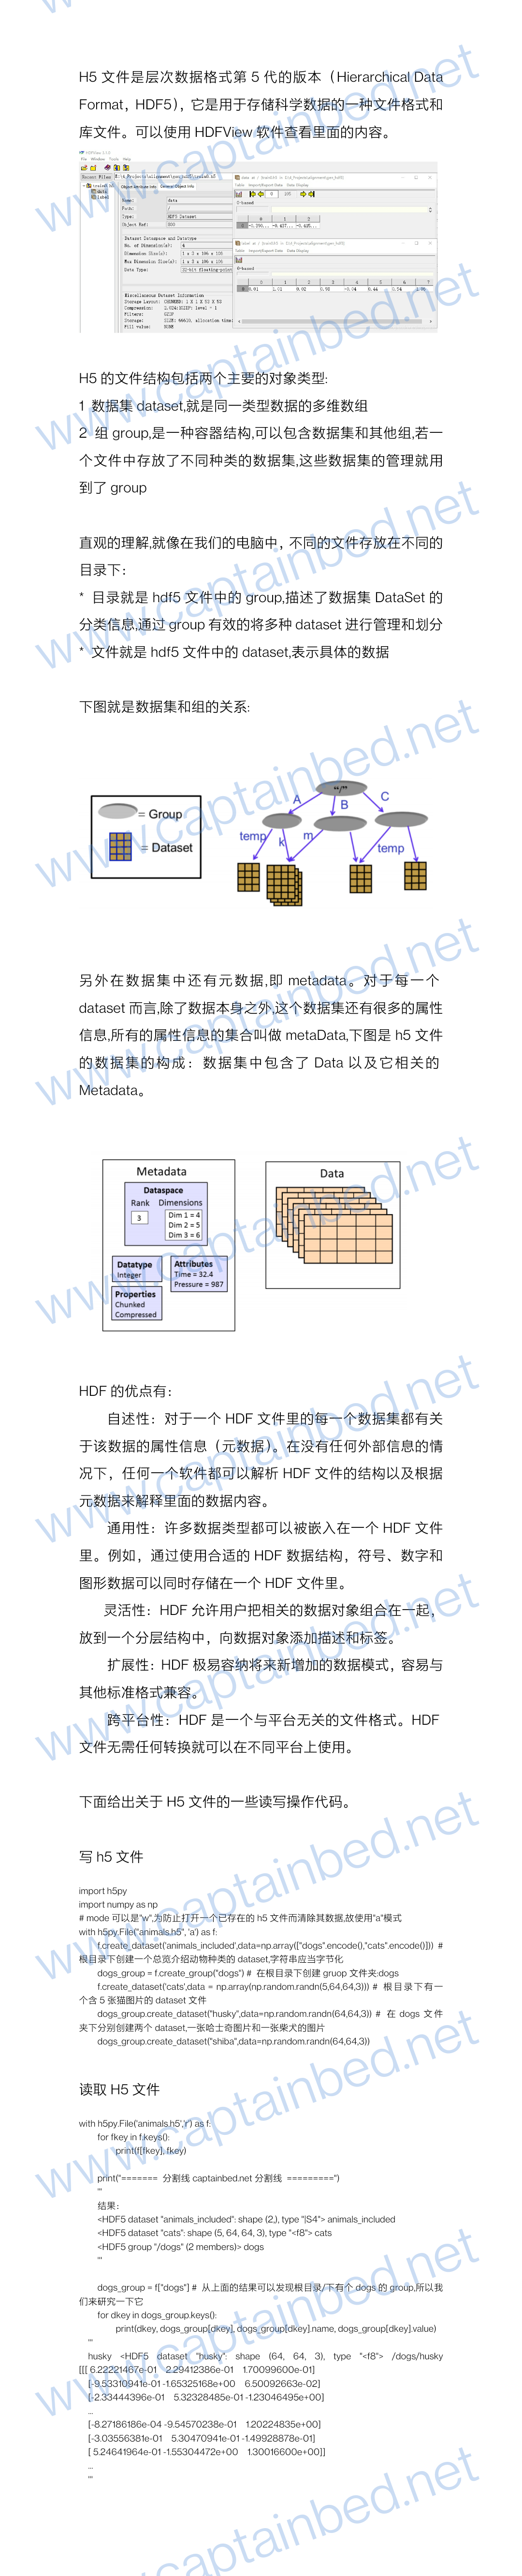 H5 文件是层次数据格式第 5 代的版本（Hierarchical Data
Format，HDF5），它是用于存储科学数据的一种文件格式和
库文件。可以使用 HDFView 软件查看里面的内容。
H5 的文件结构包括两个主要的对象类型:
1 数据集 dataset,就是同一类型数据的多维数组
2 组 group,是一种容器结构,可以包含数据集和其他组,若一
个文件中存放了不同种类的数据集,这些数据集的管理就用
到了 group
直观的理解,就像在我们的电脑中，不同的文件存放在不同的
目录下：
* 目录就是 hdf5 文件中的 group,描述了数据集 DataSet 的
分类信息,通过 group 有效的将多种 dataset 进行管理和划分
* 文件就是 hdf5 文件中的 dataset,表示具体的数据
下图就是数据集和组的关系:
"/"
A
B
C
= Group
= Dataset
temp
k
m
temp
另外在数据集中还有元数据,即 metadata。对于每一个
dataset 而言,除了数据本身之外,这个数据集还有很多的属性
信息,所有的属性信息的集合叫做 metaData,下图是 h5 文件
的数据集的构成：数据集中包含了 Data 以及它相关的
Metadata。
Metadata
Dataspace
Rank Dimensions
3
Dim 1 = 4
Dim 2 = 5
Dim 3 = 6
Datatype
Integer
Attributes
Time = 32.4
Pressure = 987
Properties
Chunked
Compressed
Data
HDF 的优点有：
自述性：对于一个 HDF 文件里的每一个数据集都有关
于该数据的属性信息（元数据）。在没有任何外部信息的情
况下，任何一个软件都可以解析 HDF 文件的结构以及根据
元数据来解释里面的数据内容。
通用性：许多数据类型都可以被嵌入在一个 HDF 文件
里。例如，通过使用合适的 HDF 数据结构，符号、数字和
图形数据可以同时存储在一个 HDF 文件里。
灵活性：HDF 允许用户把相关的数据对象组合在一起，
放到一个分层结构中，向数据对象添加描述和标签。
扩展性：HDF 极易容纳将来新增加的数据模式，容易与
其他标准格式兼容。
跨平台性：HDF 是一个与平台无关的文件格式。HDF
文件无需任何转换就可以在不同平台上使用。
下面给出关于 H5 文件的一些读写操作代码。
写 h5 文件
import h5py
import numpy as np
# mode 可以是"w",为防止打开一个已存在的 h5 文件而清除其数据,故使用"a"模式
with h5py.File("animals.h5", 'a') as f:
f.create_dataset('animals_included',data=np.array(["dogs".encode(),"cats".encode()])) #
根目录下创建一个总览介绍动物种类的 dataset,字符串应当字节化
dogs_group = f.create_group("dogs") # 在根目录下创建 gruop 文件夹:dogs
f.create_dataset('cats',data = np.array(np.random.randn(5,64,64,3))) # 根目录下有一
个含 5 张猫图片的 dataset 文件
dogs_group.create_dataset("husky",data=np.random.randn(64,64,3)) # 在 dogs 文件
夹下分别创建两个 dataset,一张哈士奇图片和一张柴犬的图片
dogs_group.create_dataset("shiba",data=np.random.randn(64,64,3))
读取 H5 文件
with h5py.File('animals.h5','r') as f:
for fkey in f.keys():
print(f[fkey], fkey)
print("======= 分割线 captainbed.net 分割线 =========")
'''
结果：
<HDF5 dataset "animals_included": shape (2,), type "|S4"> animals_included
<HDF5 dataset "cats": shape (5, 64, 64, 3), type "<f8"> cats
<HDF5 group "/dogs" (2 members)> dogs
'''
dogs_group = f["dogs"] # 从上面的结果可以发现根目录/下有个 dogs 的 group,所以我
们来研究一下它
for dkey in dogs_group.keys():
print(dkey, dogs_group[dkey], dogs_group[dkey].name, dogs_group[dkey].value)
'''
husky <HDF5 dataset "husky": shape (64, 64, 3), type "<f8"> /dogs/husky
[[[ 6.22221467e-01 2.29412386e-01 1.70099600e-01]
[-9.53310941e-01 -1.65325168e+00 6.50092663e-02]
[-2.33444396e-01 5.32328485e-01 -1.23046495e+00]
...
[-8.27186186e-04 -9.54570238e-01 1.20224835e+00]
[-3.03556381e-01 5.30470941e-01 -1.49928878e-01]
[ 5.24641964e-01 -1.55304472e+00 1.30016600e+00]]
...
'''
www.captainbed.net